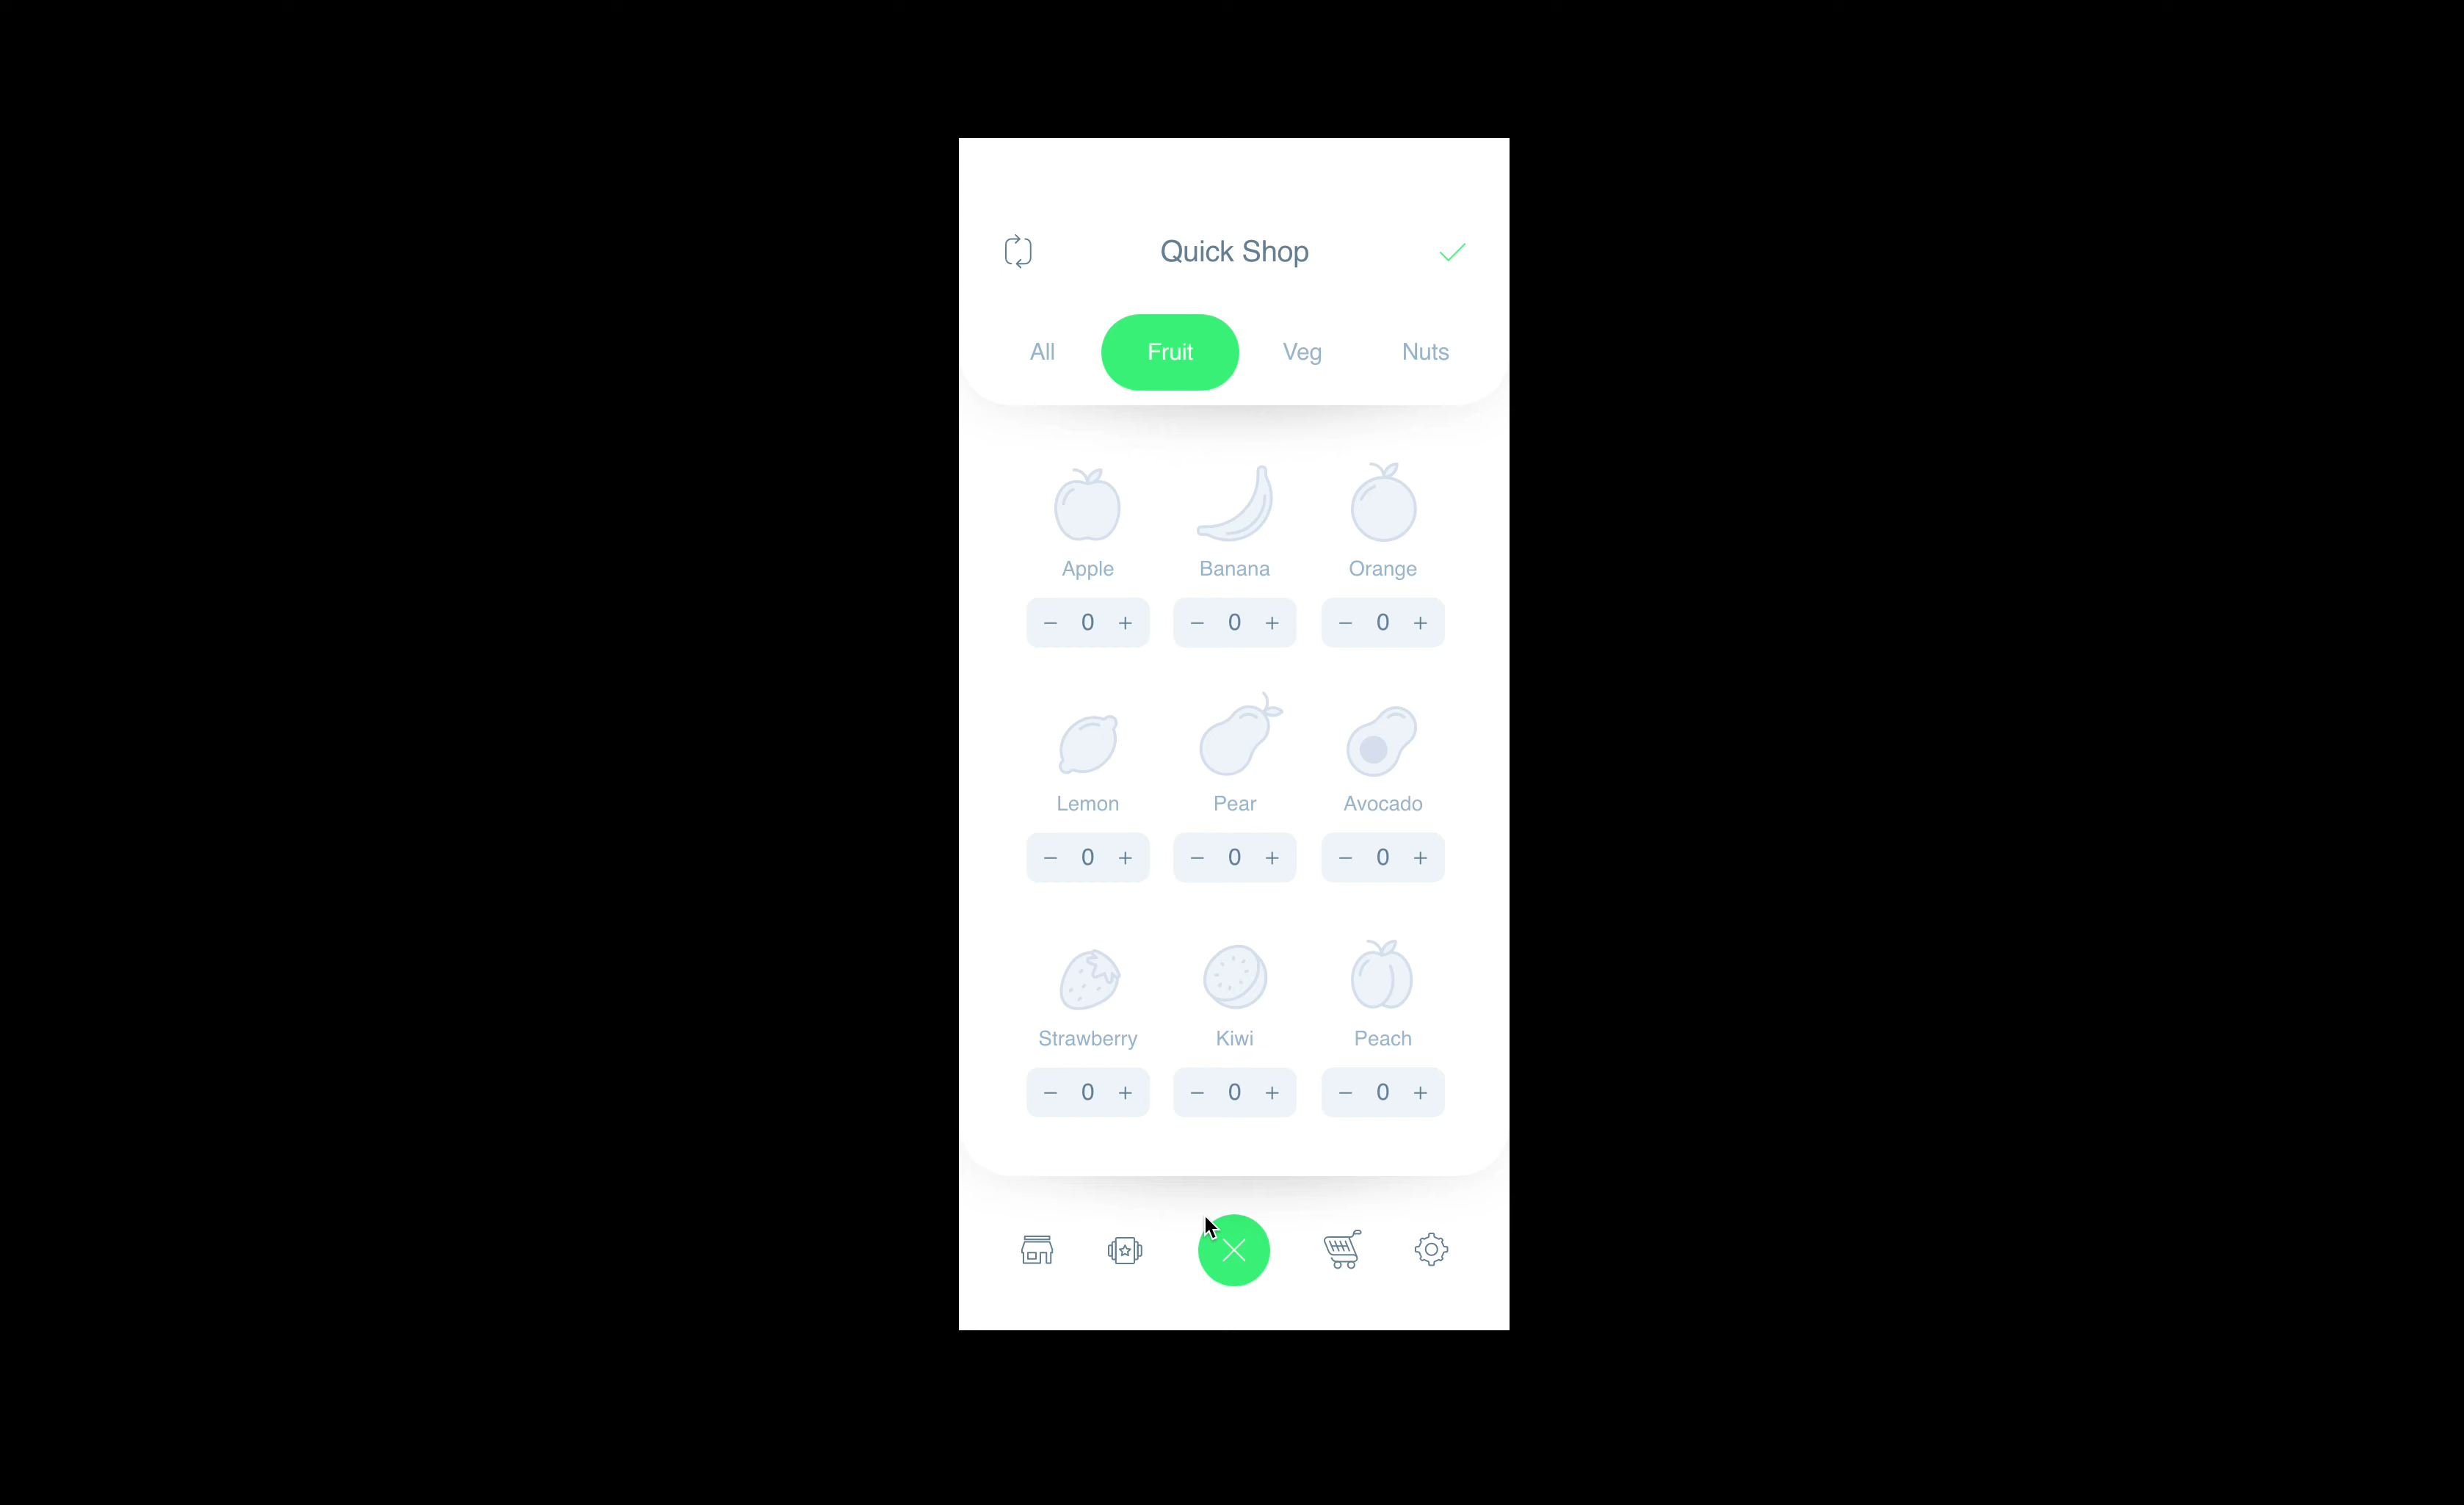 Quick Shop
All Fruit Veg Nuts
Apple Banana Orange
− 0 + − 0 + − 0 +
Lemon Pear Avocado
− 0 + − 0 + − 0 +
Strawberry Kiwi Peach
− 0 + − 0 + − 0 +